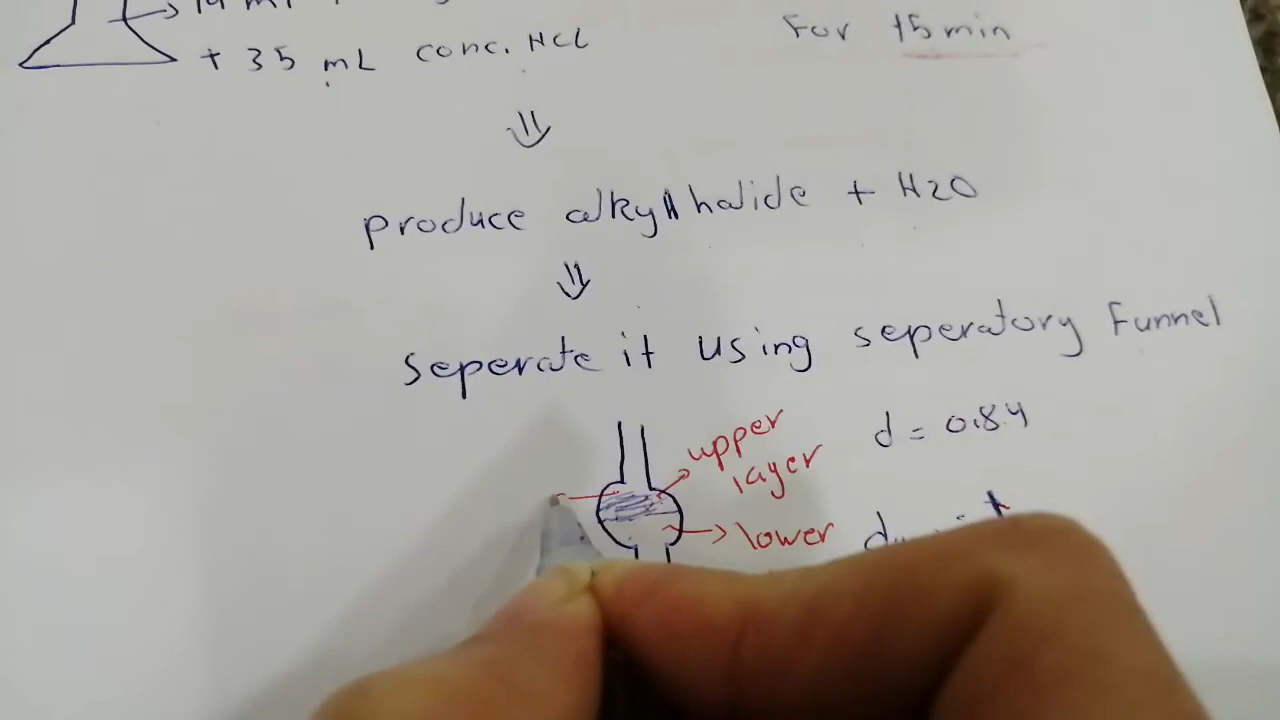 + 35 mL conc. HCl
For 15 min
produce alkyl halide + H2O
seperate it using seperatory Funnel
upper layer
d = 0.84
lower